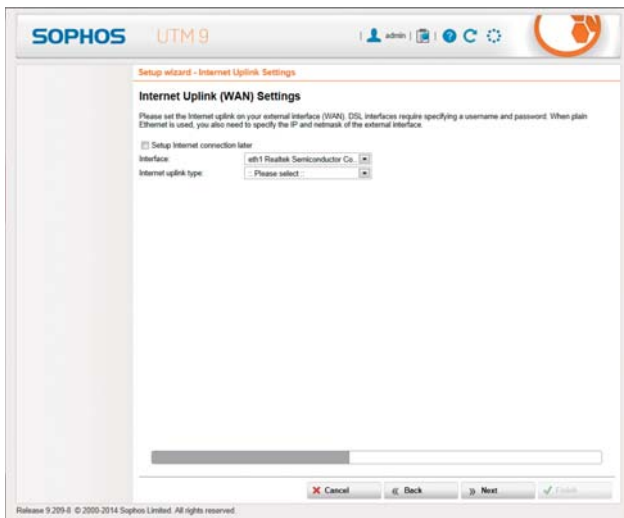 SOPHOS UTM 9
admin
Setup wizard - Internet Uplink Settings
Internet Uplink (WAN) Settings
Please set the Internet uplink on your external interface (WAN). DSL interfaces require specifying a username and password. When plain
Ethernet is used, you also need to specify the IP and netmask of the external interface.
Setup Internet connection later
Interface: eth1 Realtek Semiconductor Co..
Internet uplink type: :: Please select ::
Cancel Back Next Finish
Release 9.209-8 © 2000-2014 Sophos Limited. All rights reserved.